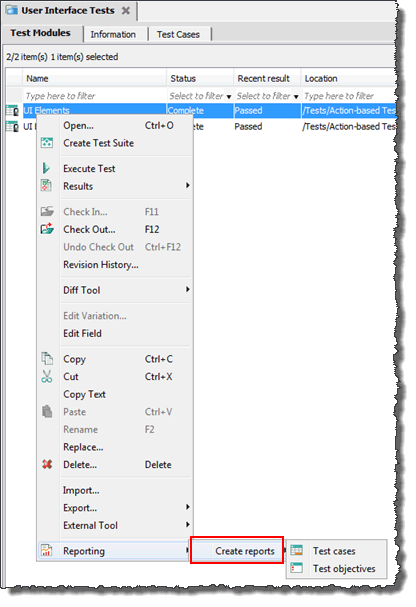 User Interface Tests
Test Modules Information Test Cases
2/2 item(s) 1 item(s) selected
Name Status Recent result Location
Type here to filter Select to filter Select to filter Type here to filter
UI Elements Complete Passed /Tests/Action-based Tes
UI Passed /Tests/Action-based Tes
Open... Ctrl+O
Create Test Suite
Execute Test
Results
Check In... F11
Check Out... F12
Undo Check Out Ctrl+F12
Revision History...
Diff Tool
Edit Variation...
Edit Field
Copy Ctrl+C
Cut Ctrl+X
Copy Text
Paste Ctrl+V
Rename F2
Replace...
Delete... Delete
Import...
Export...
External Tool
Reporting Create reports Test cases
Test objectives